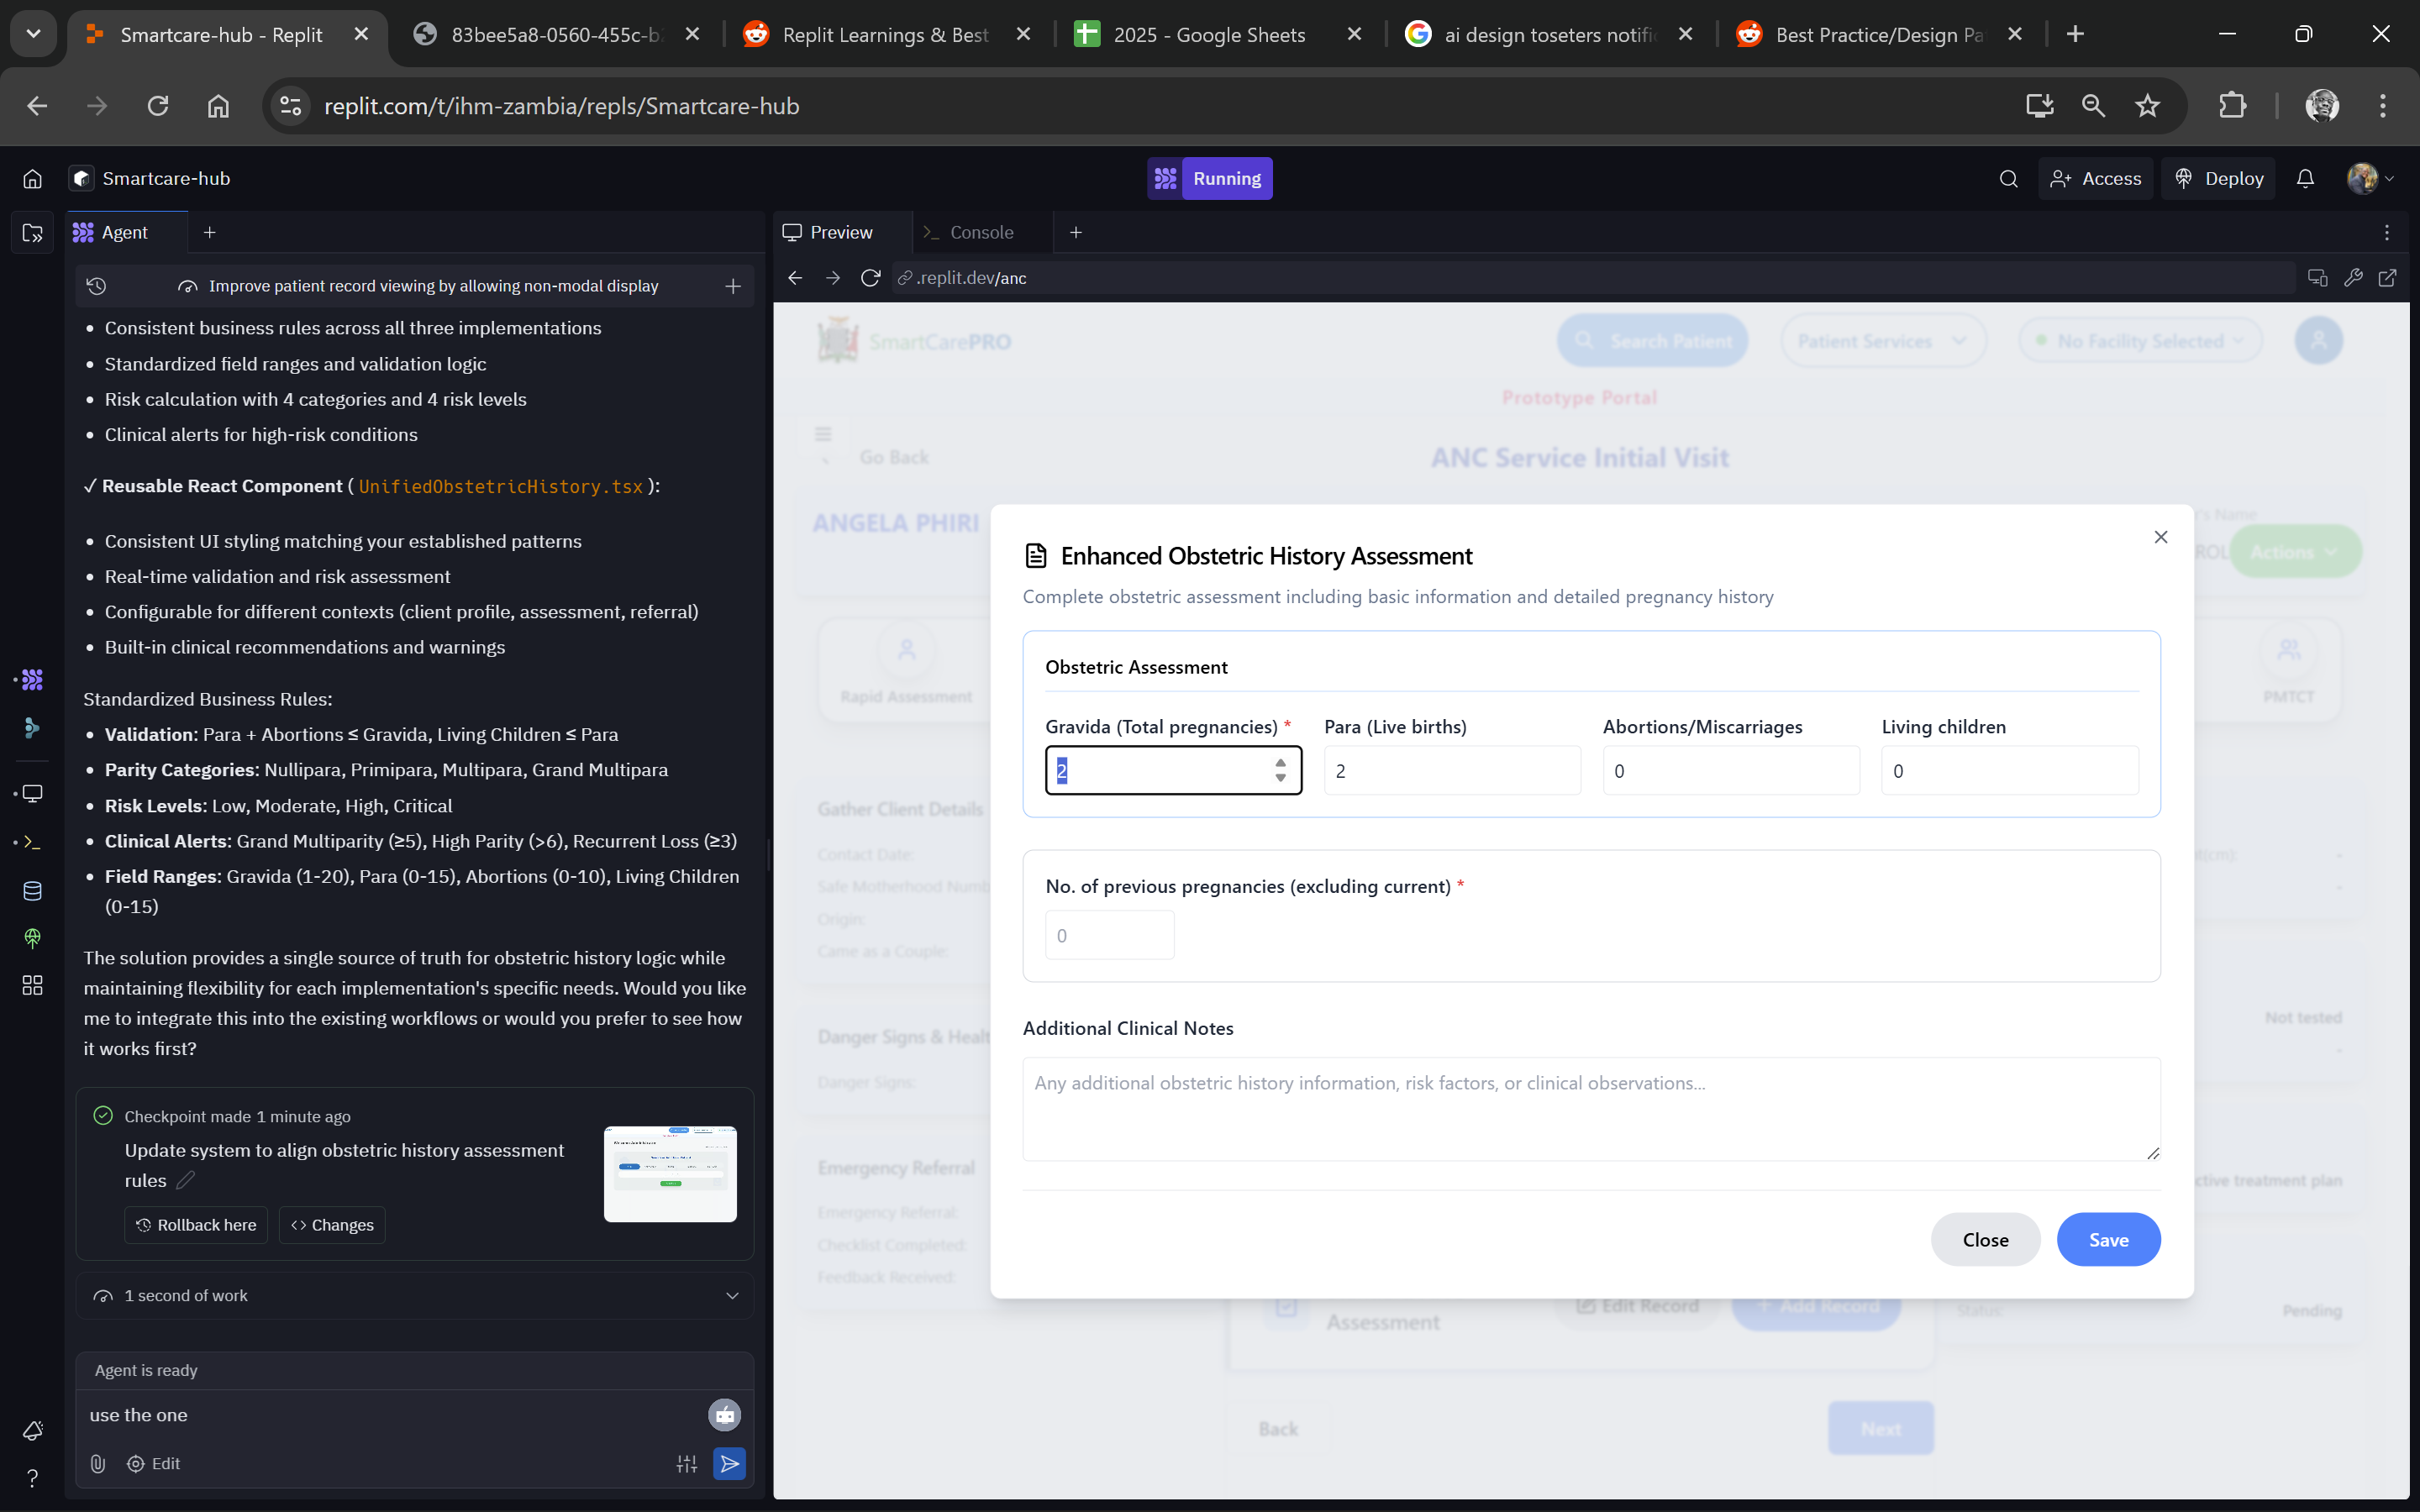 Smartcare-hub - Replit
83bee5a8-0560-455c-b
Replit Learnings & Best
2025 - Google Sheets
ai design toseters notifi
Best Practice/Design Pa
replit.com/t/ihm-zambia/repls/Smartcare-hub
Smartcare-hub
Running
Access
Deploy
Agent
Preview
Console
Improve patient record viewing by allowing non-modal display
.replit.dev/anc
• Consistent business rules across all three implementations
• Standardized field ranges and validation logic
• Risk calculation with 4 categories and 4 risk levels
• Clinical alerts for high-risk conditions
✓ Reusable React Component ( UnifiedObstetricHistory.tsx ):
• Consistent UI styling matching your established patterns
• Real-time validation and risk assessment
• Configurable for different contexts (client profile, assessment, referral)
• Built-in clinical recommendations and warnings
Standardized Business Rules:
• Validation: Para + Abortions ≤ Gravida, Living Children ≤ Para
• Parity Categories: Nullipara, Primipara, Multipara, Grand Multipara
• Risk Levels: Low, Moderate, High, Critical
• Clinical Alerts: Grand Multiparity (≥5), High Parity (>6), Recurrent Loss (≥3)
• Field Ranges: Gravida (1-20), Para (0-15), Abortions (0-10), Living Children
(0-15)
The solution provides a single source of truth for obstetric history logic while
maintaining flexibility for each implementation's specific needs. Would you like
me to integrate this into the existing workflows or would you prefer to see how
it works first?
Checkpoint made 1 minute ago
Update system to align obstetric history assessment
rules
Rollback here
<> Changes
1 second of work
Agent is ready
use the one
Edit
SmartCarePRO
Search Patient
Patient Services
No Facility Selected
Prototype Portal
Go Back
ANC Service Initial Visit
ANGELA PHIRI
's Name
ROL
Actions
Rapid Assessment
PMTCT
Gather Client Details
Contact Date:
Safe Motherhood Numb
Origin:
Came as a Couple:
t(cm):
-
-
Danger Signs & Healt
Danger Signs:
Not tested
-
Emergency Referral
Emergency Referral:
Checklist Completed:
Feedback Received:
ctive treatment plan
Status:
Pending
Enhanced Obstetric History Assessment
Complete obstetric assessment including basic information and detailed pregnancy history
Obstetric Assessment
Gravida (Total pregnancies) *
Para (Live births)
Abortions/Miscarriages
Living children
2
2
0
0
No. of previous pregnancies (excluding current) *
0
Additional Clinical Notes
Any additional obstetric history information, risk factors, or clinical observations...
Close
Save
Assessment
Edit Record
+ Add Record
Back
Next